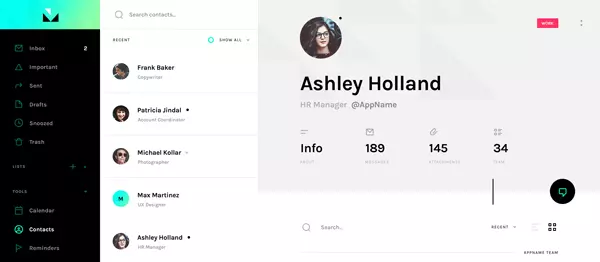 Inbox 2
Important
Sent
Drafts
Snoozed
Trash
LISTS
TOOLS
Calendar
Contacts
Reminders
Search contacts...
RECENT SHOW ALL
Frank Baker
Copywriter
Patricia Jindal
Account Coordinator
Michael Kollar
Photographer
M
Max Martinez
UX Designer
Ashley Holland
HR Manager
WORK
Ashley Holland
HR Manager @AppName
Info 189 145 34
ABOUT MESSAGES ATTACHMENTS TEAM
Search... RECENT
APPNAME TEAM